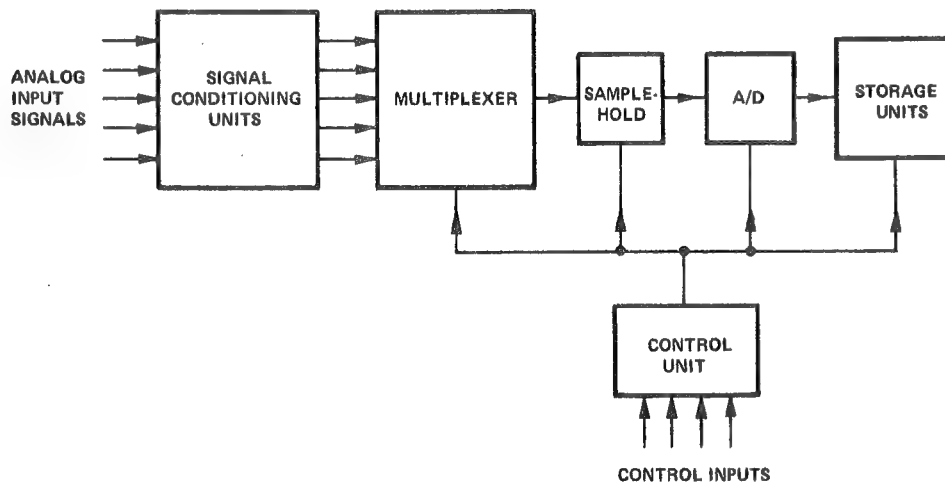 ANALOG
INPUT
SIGNALS
SIGNAL
CONDITIONING
UNITS
MULTIPLEXER
SAMPLE-
HOLD
A/D
STORAGE
UNITS
CONTROL
UNIT
CONTROL INPUTS